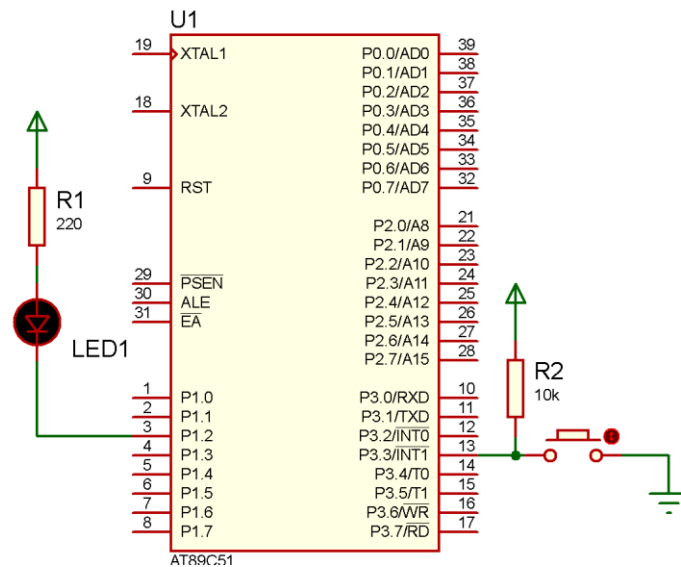 U1
19 XTAL1 P0.0/AD0 39
P0.1/AD1 38
P0.2/AD2 37
18 XTAL2 P0.3/AD3 36
P0.4/AD4 35
P0.5/AD5 34
P0.6/AD6 33
9 RST P0.7/AD7 32
R1
220
P2.0/A8 21
P2.1/A9 22
P2.2/A10 23
29 PSEN P2.3/A11 24
30 ALE P2.4/A12 25
31 EA P2.5/A13 26
P2.6/A14 27
P2.7/A15 28
LED1
R2
10k
1 P1.0 P3.0/RXD 10
2 P1.1 P3.1/TXD 11
3 P1.2 P3.2/INT0 12
4 P1.3 P3.3/INT1 13
5 P1.4 P3.4/T0 14
6 P1.5 P3.5/T1 15
7 P1.6 P3.6/WR 16
8 P1.7 P3.7/RD 17
AT89C51